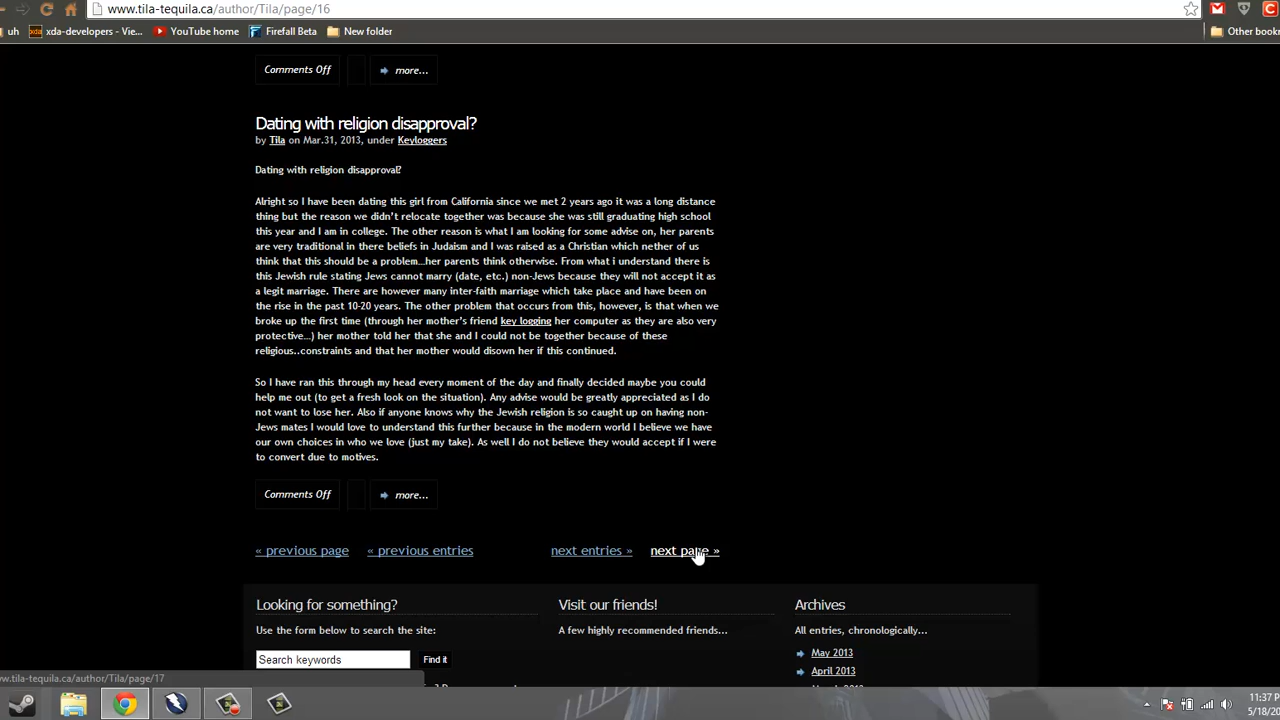 www.tila-tequila.ca/author/Tila/page/16
uh
xda-developers - Vie...
YouTube home
Firefall Beta
New folder
Other bookr
Comments Off
more...
Dating with religion disapproval?
by Tila on Mar.31, 2013, under Keyloggers
Dating with religion disapproval?
Alright so I have been dating this girl from California since we met 2 years ago it was a long distance
thing but the reason we didn't relocate together was because she was still graduating high school
this year and I am in college. The other reason is what I am looking for some advise on, her parents
are very traditional in there beliefs in Judaism and I was raised as a Christian which nether of us
think that this should be a problem...her parents think otherwise. From what i understand there is
this Jewish rule stating Jews cannot marry (date, etc.) non-Jews because they will not accept it as
a legit marriage. There are however many inter-faith marriage which take place and have been on
the rise in the past 10-20 years. The other problem that occurs from this, however, is that when we
broke up the first time (through her mother's friend key logging her computer as they are also very
protective...) her mother told her that she and I could not be together because of these
religious..constraints and that her mother would disown her if this continued.
So I have ran this through my head every moment of the day and finally decided maybe you could
help me out (to get a fresh look on the situation). Any advise would be greatly appreciated as I do
not want to lose her. Also if anyone knows why the Jewish religion is so caught up on having non-
Jews mates I would love to understand this further because in the modern world I believe we have
our own choices in who we love (just my take). As well I do not believe they would accept if I were
to convert due to motives.
Comments Off
more...
« previous page
« previous entries
next entries »
next page »
Looking for something?
Visit our friends!
Archives
Use the form below to search the site:
A few highly recommended friends...
All entries, chronologically...
May 2013
Search keywords
Find it
April 2013
ww.tila-tequila.ca/author/Tila/page/17
11:37 P
5/18/20